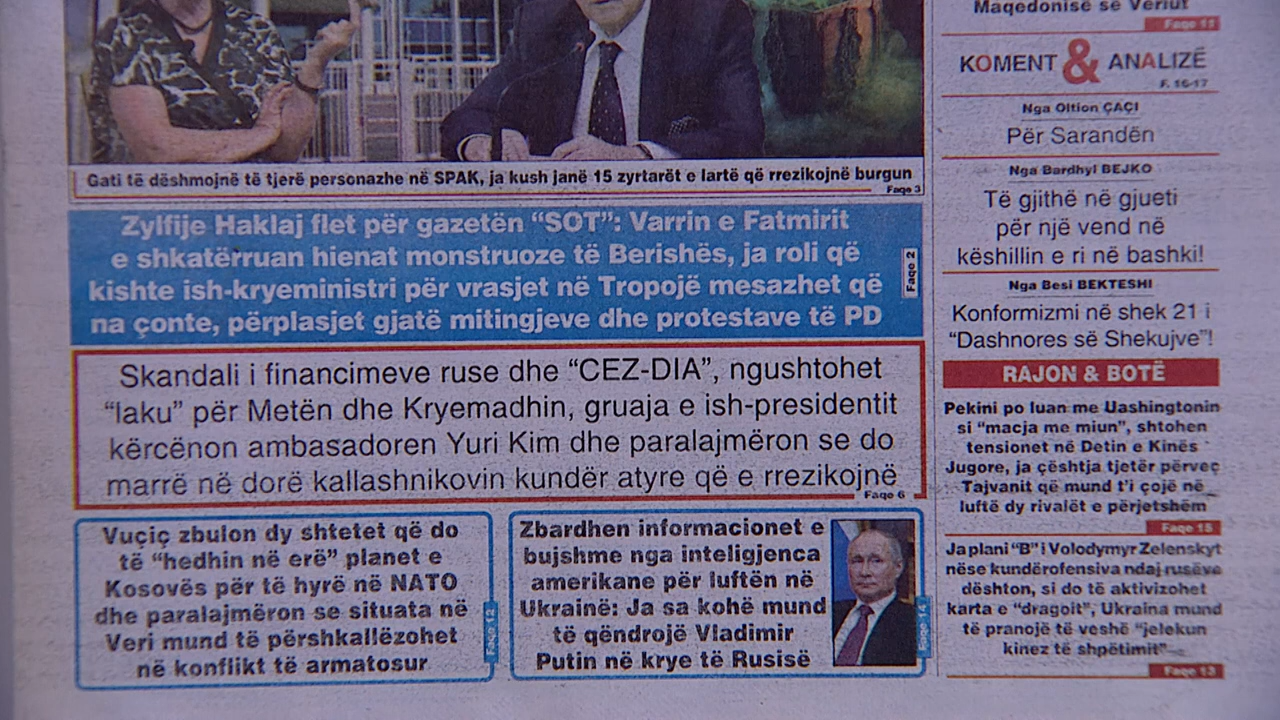 Gati të dëshmojnë të tjerë personazhe në SPAK, ja kush janë 15 zyrtarët e lartë që rrezikojnë burgun
Faqe 3
Zylfije Haklaj flet për gazetën “SOT”: Varrin e Fatmirit
e shkatërruan hienat monstruoze të Berishës, ja roli që
kishte ish-kryeministri për vrasjet në Tropojë mesazhet që
na çonte, përplasjet gjatë mitingjeve dhe protestave të PD
Faqe 2
Skandali i financimeve ruse dhe “CEZ-DIA”, ngushtohet
“laku” për Metën dhe Kryemadhin, gruaja e ish-presidentit
kërcënon ambasadoren Yuri Kim dhe paralajmëron se do
marrë në dorë kallashnikovin kundër atyre që e rrezikojnë
Faqe 6
Vuçiç zbulon dy shtetet që do
të “hedhin në erë” planet e
Kosovës për të hyrë në NATO
dhe paralajmëron se situata në
Veri mund të përshkallëzohet
në konflikt të armatosur
Faqe 12
Zbardhen informacionet e
bujshme nga inteligjenca
amerikane për luftën në
Ukrainë: Ja sa kohë mund
të qëndrojë Vladimir
Putin në krye të Rusisë
Faqe 14
Maqedonisë së Veriut
Faqe 11
KOMENT & ANALIZË
F. 16-17
Nga Oltion ÇAÇI
Për Sarandën
Nga Bardhyl BEJKO
Të gjithë në gjueti
për një vend në
këshillin e ri në bashki!
Nga Besi BEKTESHI
Konformizmi në shek 21 i
“Dashnores së Shekujve”!
RAJON & BOTË
Pekini po luan me Uashingtonin
si “macja me miun”, shtohen
tensionet në Detin e Kinës
Jugore, ja çështja tjetër përveç
Tajvanit që mund t’i çojë në
luftë dy rivalët e përjetshëm
Faqe 15
Ja plani “B” i Volodymyr Zelenskyt
nëse kundërofensiva ndaj rusëve
dështon, si do të aktivizohet
karta e “dragoit”, Ukraina mund
të pranojë të veshë “jelekun
kinez të shpëtimit”
Faqe 13